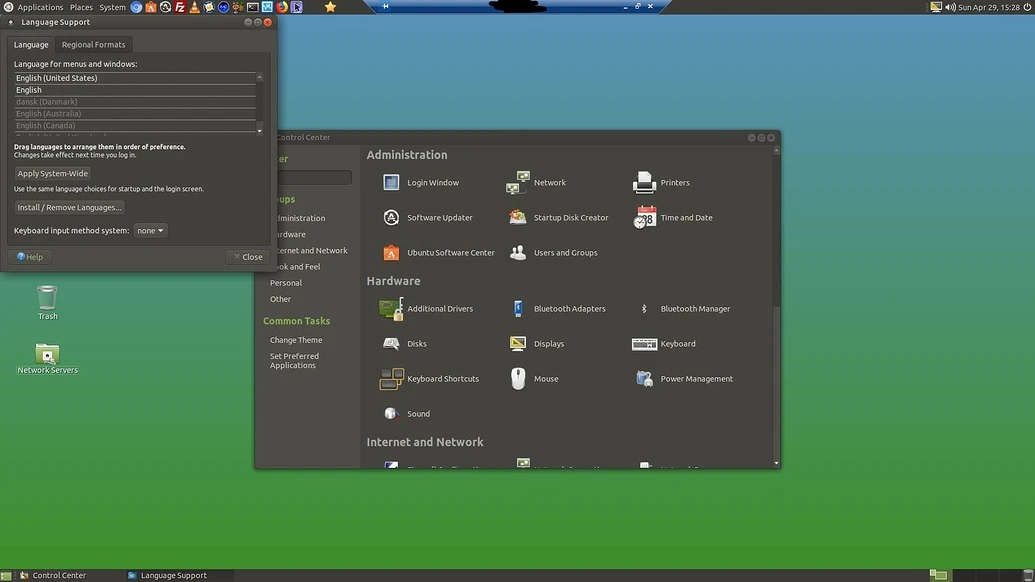 Applications Places System
Sun Apr 29, 15:28
Language Support
Language Regional Formats
Language for menus and windows:
English (United States)
English
dansk (Danmark)
English (Australia)
English (Canada)
Drag languages to arrange them in order of preference.
Changes take effect next time you log in.
Apply System-Wide
Use the same language choices for startup and the login screen.
Install / Remove Languages...
Keyboard input method system: none
Help Close
Trash
Network Servers
Control Center
er
oups
dministration
rdware
ternet and Network
ok and Feel
Personal
Other
Common Tasks
Change Theme
Set Preferred
Applications
Administration
Login Window Network Printers
Software Updater Startup Disk Creator Time and Date
Ubuntu Software Center Users and Groups
Hardware
Additional Drivers Bluetooth Adapters Bluetooth Manager
Disks Displays Keyboard
Keyboard Shortcuts Mouse Power Management
Sound
Internet and Network
Control Center Language Support